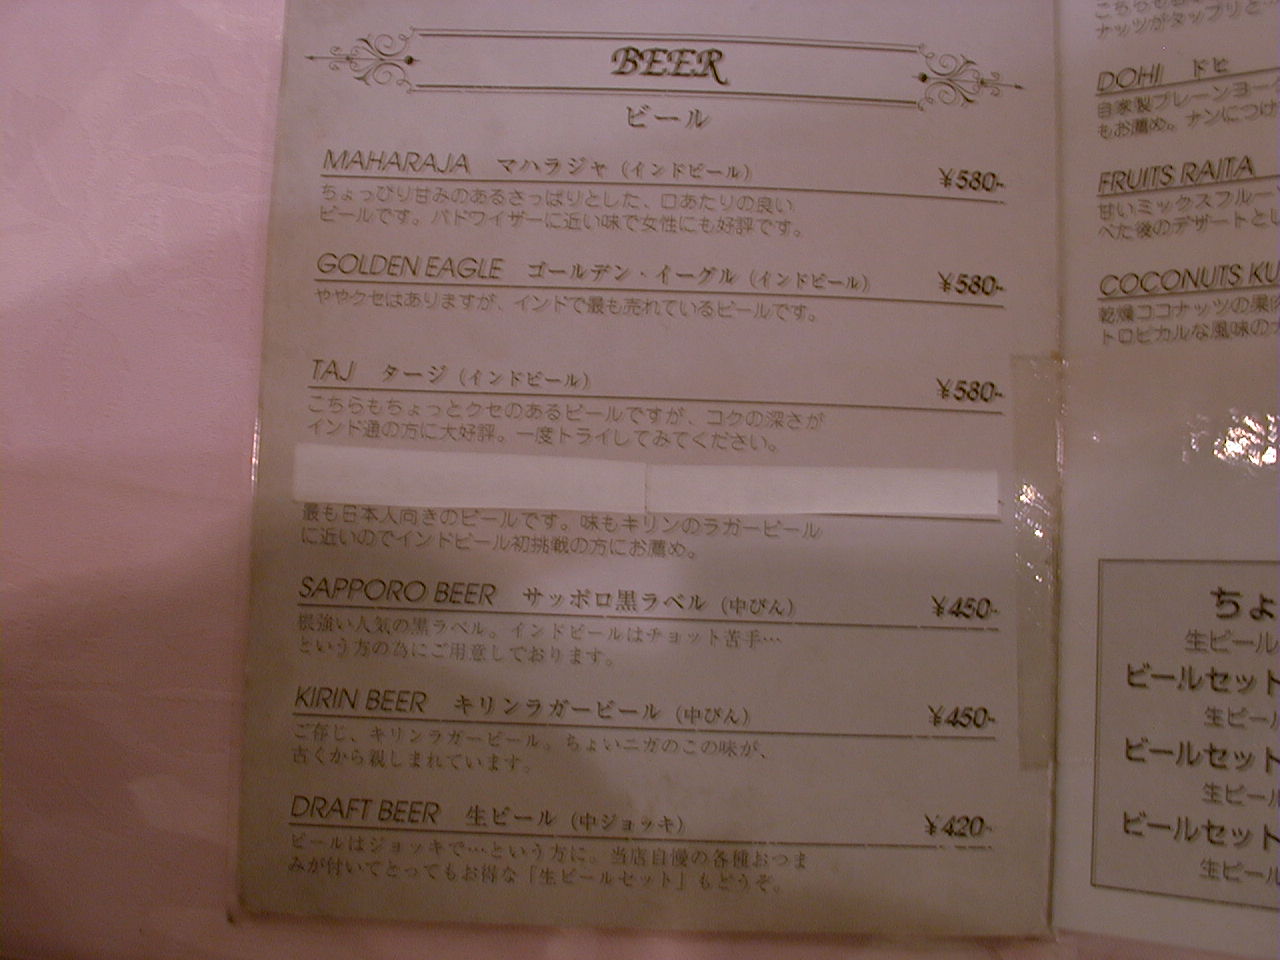 BEER
ビール
MAHARAJA マハラジャ (インドビール) ¥580-
ちょっぴり甘みのあるさっぱりとした、口あたりの良い
ビールです。バドワイザーに近い味で女性にも好評です。
GOLDEN EAGLE ゴールデン・イーグル (インドビール) ¥580-
ややクセはありますが、インドで最も売れているビールです。
TAJ タージ (インドビール) ¥580-
こちらもちょっとクセのあるビールですが、コクの深さが
インド通の方に大好評。一度トライしてみてください。
最も日本人向きのビールです。味もキリンのラガービール
に近いのでインドビール初挑戦の方にお薦め。
SAPPORO BEER サッポロ黒ラベル (中びん) ¥450-
根強い人気の黒ラベル。インドビールはチョット苦手…
という方の為にご用意しております。
KIRIN BEER キリンラガービール (中びん) ¥450-
ご存じ、キリンラガービール。ちょいニガのこの味が、
古くから親しまれています。
DRAFT BEER 生ビール (中ジョッキ) ¥420-
ビールはジョッキで…という方に。当店自慢の各種おつま
みが付いてとってもお得な「生ビールセット」もどうぞ。
こちらも
ナッツがタップリと…
DOHI ドヒ
自家製プレーンヨー
もお薦め。ナンにつけ
FRUITS RAITA
甘いミックスフルー
べた後のデザートとし
COCONUTS KU
乾燥ココナッツの果
トロピカルな風味の
ちょ
生ビール
ビールセット
生ビー
ビールセット
生ビー
ビールセット
生ビー